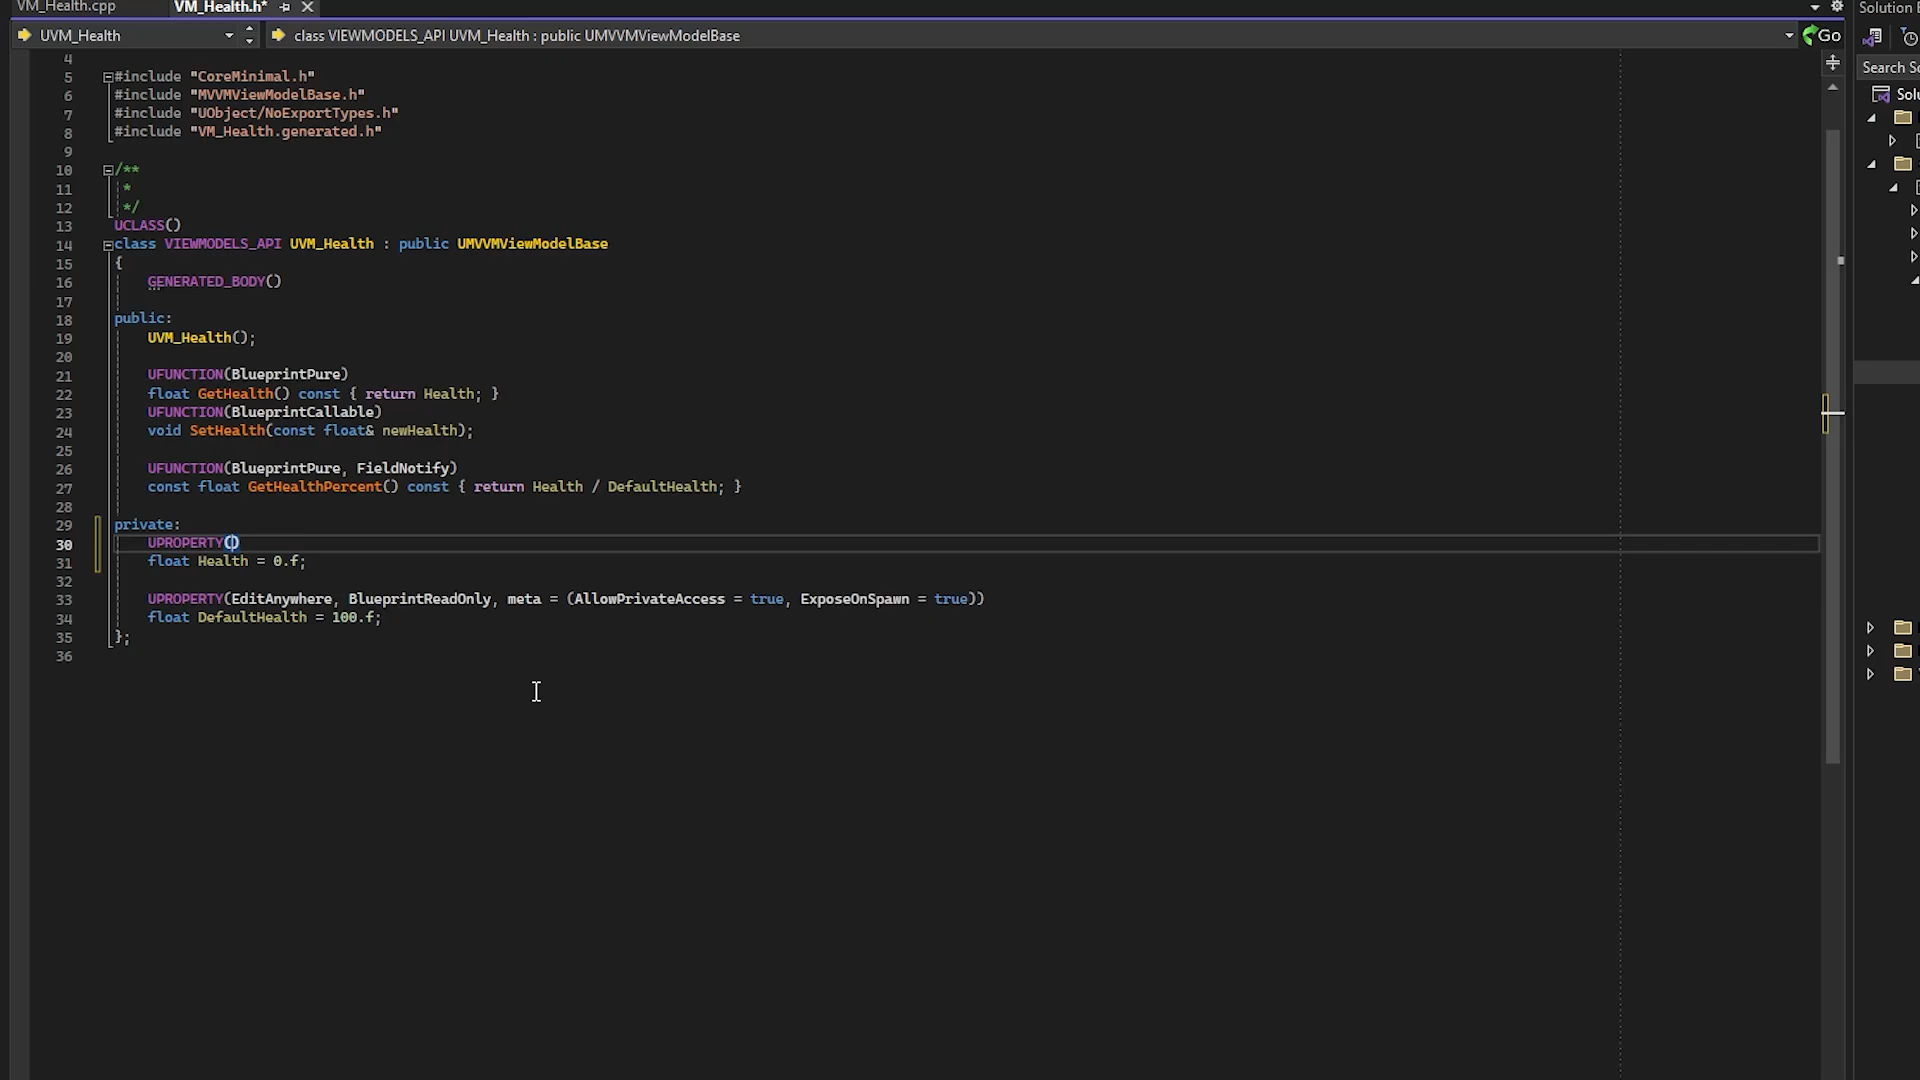 VM_Health.cpp
VM_Health.h*
Solution
UVM_Health
class VIEWMODELS_API UVM_Health : public UMVVMViewModelBase
Go
Search So
Solu
4
5 #include "CoreMinimal.h"
6 #include "MVVMViewModelBase.h"
7 #include "UObject/NoExportTypes.h"
8 #include "VM_Health.generated.h"
9
10 /**
11 *
12 */
13 UCLASS()
14 class VIEWMODELS_API UVM_Health : public UMVVMViewModelBase
15 {
16 GENERATED_BODY()
17
18 public:
19 UVM_Health();
20
21 UFUNCTION(BlueprintPure)
22 float GetHealth() const { return Health; }
23 UFUNCTION(BlueprintCallable)
24 void SetHealth(const float& newHealth);
25
26 UFUNCTION(BlueprintPure, FieldNotify)
27 const float GetHealthPercent() const { return Health / DefaultHealth; }
28
29 private:
30 UPROPERTY()
31 float Health = 0.f;
32
33 UPROPERTY(EditAnywhere, BlueprintReadOnly, meta = (AllowPrivateAccess = true, ExposeOnSpawn = true))
34 float DefaultHealth = 100.f;
35 };
36